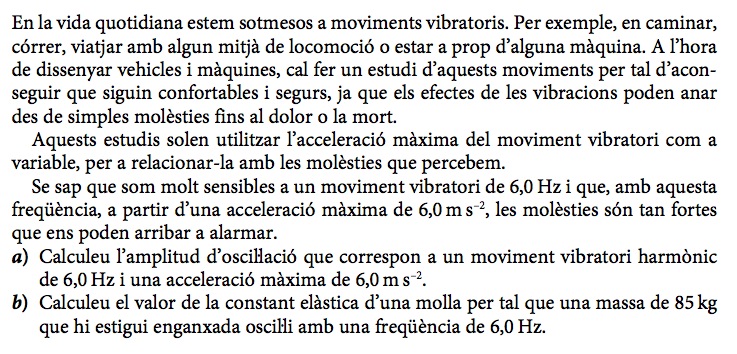 En la vida quotidiana estem sotmesos a moviments vibratoris. Per exemple, en caminar,
córrer, viatjar amb algun mitjà de locomoció o estar a prop d'alguna màquina. A l'hora
de dissenyar vehicles i màquines, cal fer un estudi d'aquests moviments per tal d'acon-
seguir que siguin confortables i segurs, ja que els efectes de les vibracions poden anar
des de simples molèsties fins al dolor o la mort.
Aquests estudis solen utilitzar l'acceleració màxima del moviment vibratori com a
variable, per a relacionar-la amb les molèsties que percebem.
Se sap que som molt sensibles a un moviment vibratori de 6,0 Hz i que, amb aquesta
freqüència, a partir d'una acceleració màxima de 6,0 m s⁻², les molèsties són tan fortes
que ens poden arribar a alarmar.
a) Calculeu l'amplitud d'oscil·lació que correspon a un moviment vibratori harmònic
de 6,0 Hz i una acceleració màxima de 6,0 m s⁻².
b) Calculeu el valor de la constant elàstica d'una molla per tal que una massa de 85 kg
que hi estigui enganxada oscil·li amb una freqüència de 6,0 Hz.